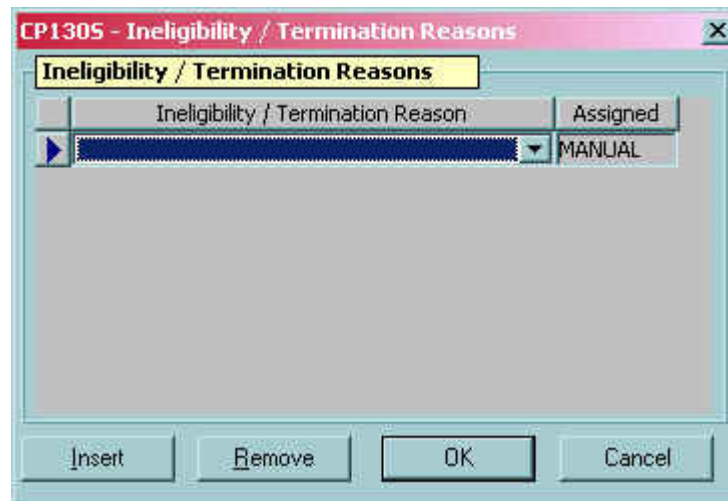 CP130S - Ineligibility / Termination Reasons
Ineligibility / Termination Reasons
Ineligibility / Termination Reason Assigned
MANUAL
Insert Remove OK Cancel